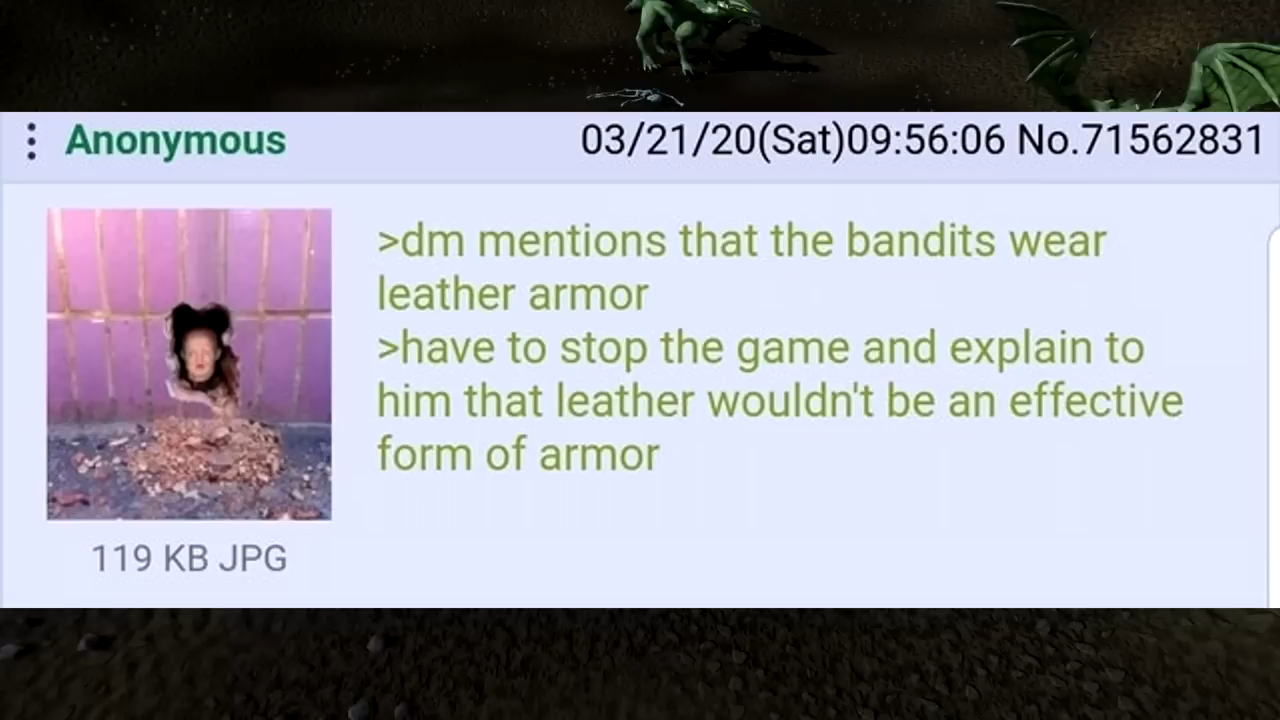 Anonymous 03/21/20(Sat)09:56:06 No.71562831
>dm mentions that the bandits wear
leather armor
>have to stop the game and explain to
him that leather wouldn't be an effective
form of armor
119 KB JPG